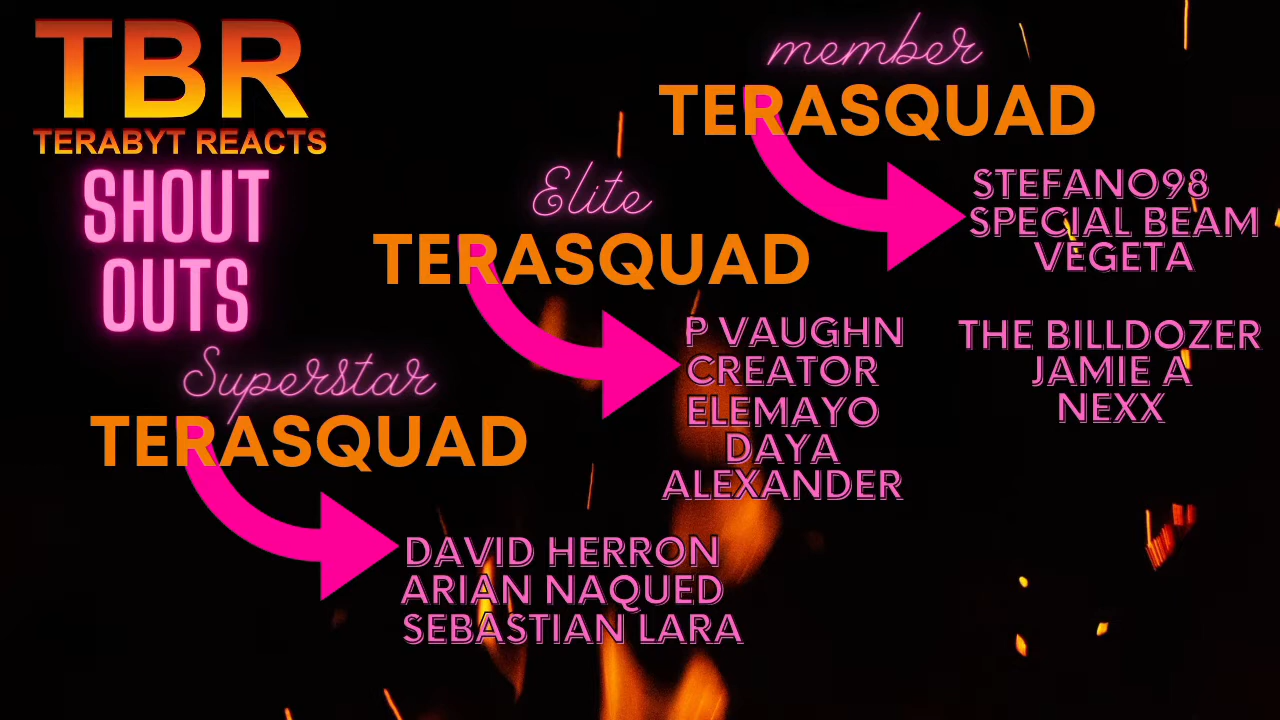 TBR
TERABYT REACTS
SHOUT
OUTS
member
TERASQUAD
STEFANO98
SPECIAL BEAM
VEGETA
THE BILLDOZER
JAMIE A
NEXX
Elite
TERASQUAD
P VAUGHN
CREATOR
ELEMAYO
DAYA
ALEXANDER
Superstar
TERASQUAD
DAVID HERRON
ARIAN NAQUED
SEBASTIAN LARA